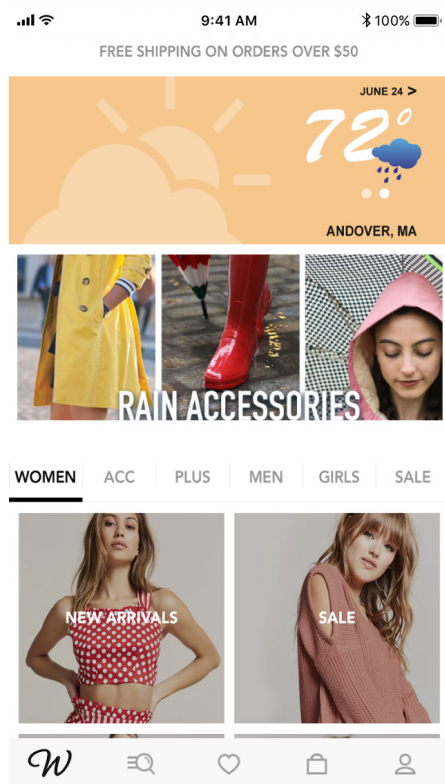 9:41 AM 100%
FREE SHIPPING ON ORDERS OVER $50
JUNE 24 >
72°
ANDOVER, MA
RAIN ACCESSORIES
WOMEN ACC PLUS MEN GIRLS SALE
NEW ARRIVALS SALE
W